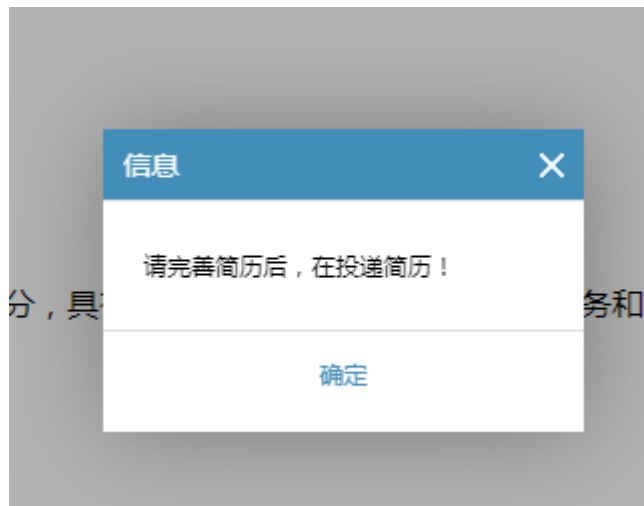 信息
请完善简历后，在投递简历！
分，具
务和
确定